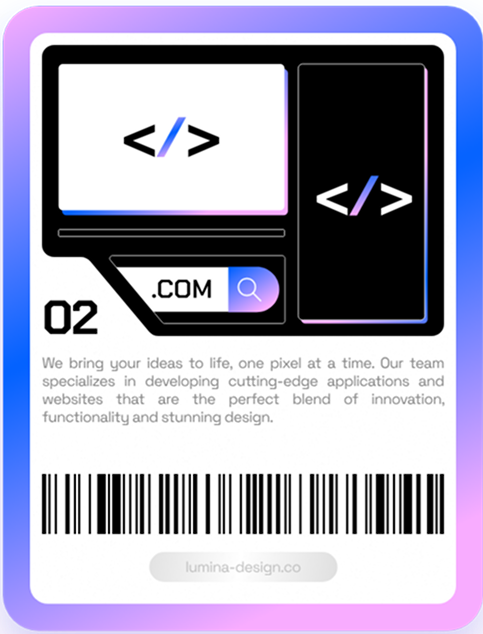 </>
</>
.COM
02
We bring your ideas to life, one pixel at a time. Our team
specializes in developing cutting-edge applications and
websites that are the perfect blend of innovation,
functionality and stunning design.
lumina-design.co